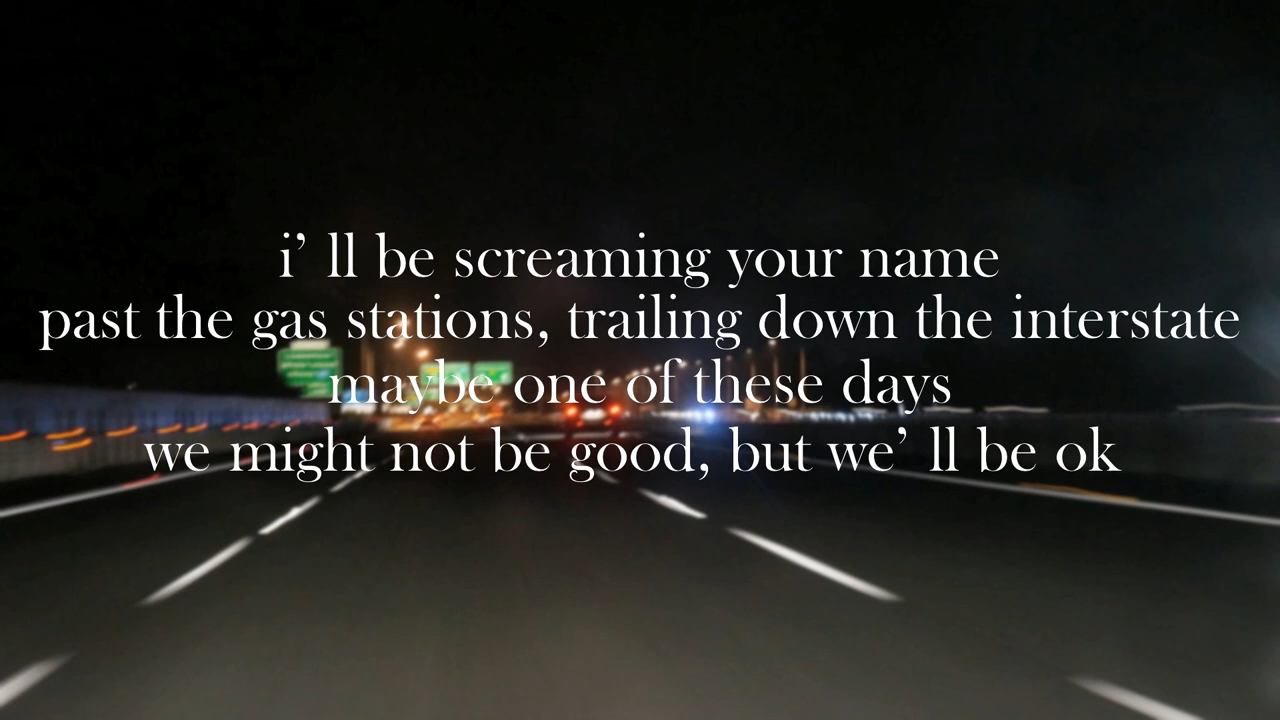 i’ ll be screaming your name
past the gas stations, trailing down the interstate
maybe one of these days
we might not be good, but we’ ll be ok